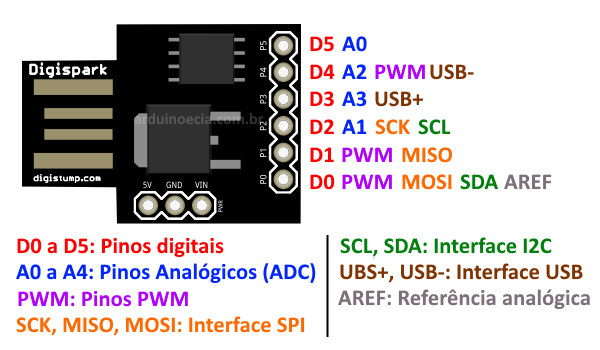 Digispark
digistump.com
arduinoecia.com.br
P5
P4
P3
P2
P1
P0
5V GND VIN
PWR
D5 A0
D4 A2 PWM USB-
D3 A3 USB+
D2 A1 SCK SCL
D1 PWM MISO
D0 PWM MOSI SDA AREF
D0 a D5: Pinos digitais
A0 a A4: Pinos Analógicos (ADC)
PWM: Pinos PWM
SCK, MISO, MOSI: Interface SPI
SCL, SDA: Interface I2C
UBS+, USB-: Interface USB
AREF: Referência analógica